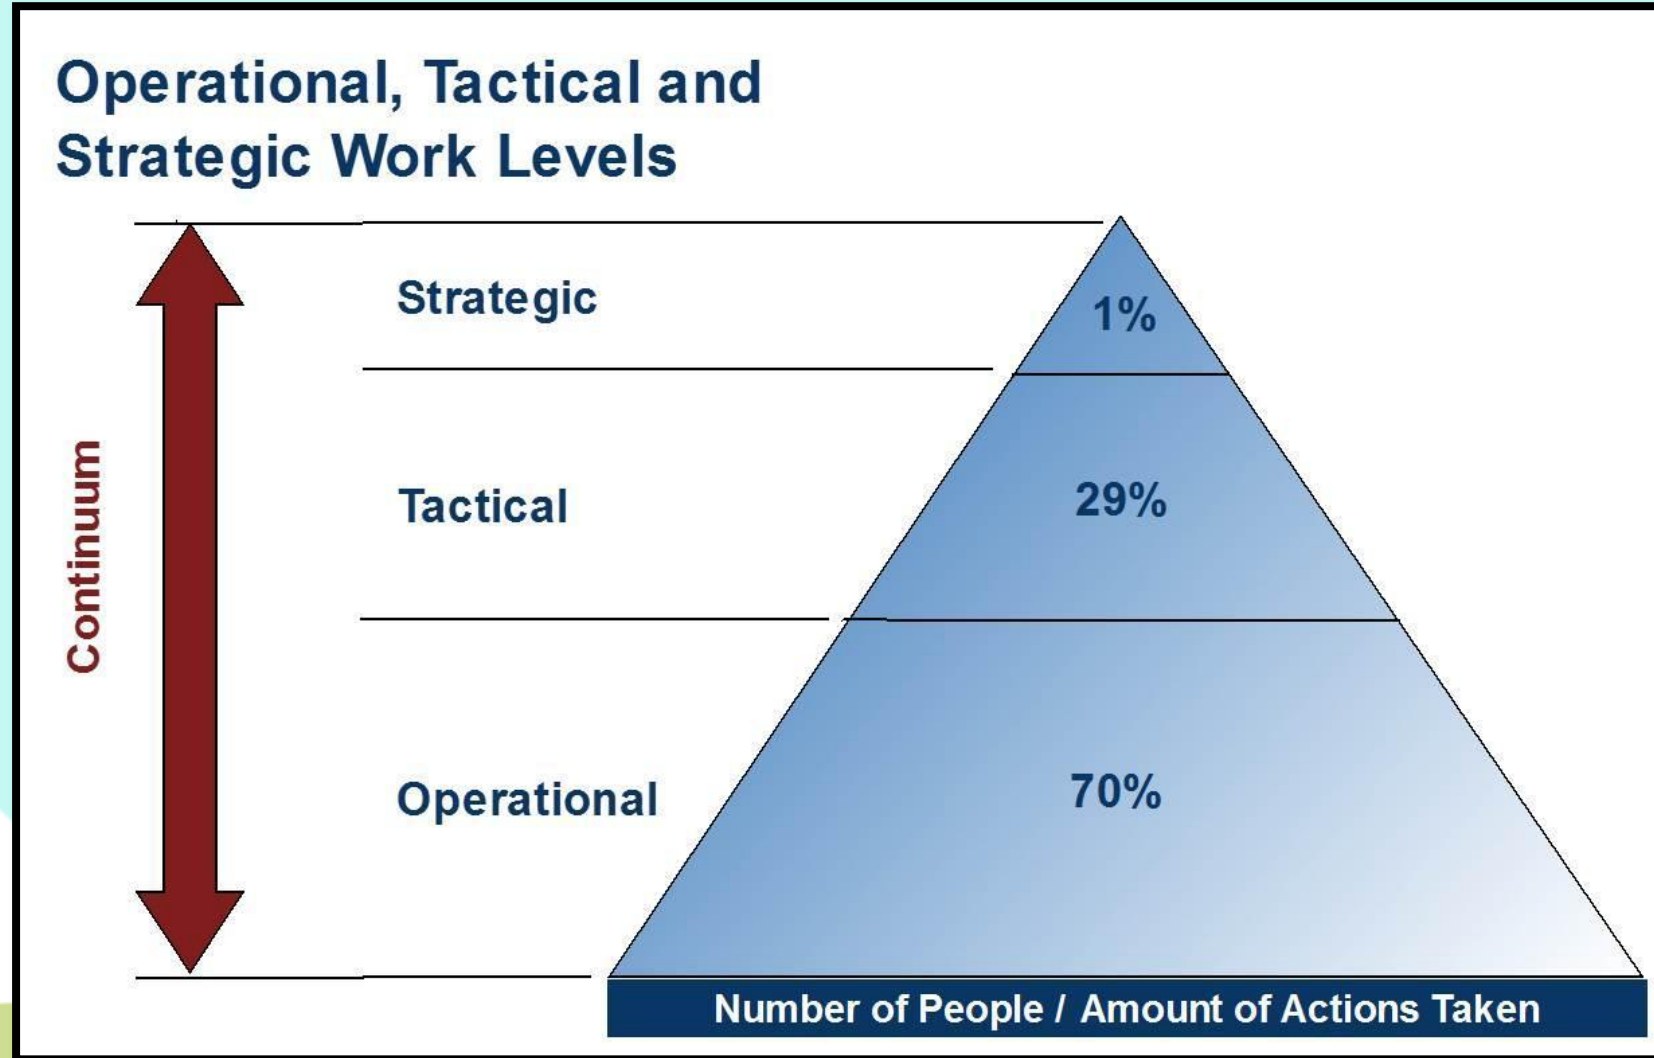 Operational, Tactical and
Strategic Work Levels
Continuum
Strategic
1%
Tactical
29%
Operational
70%
Number of People / Amount of Actions Taken